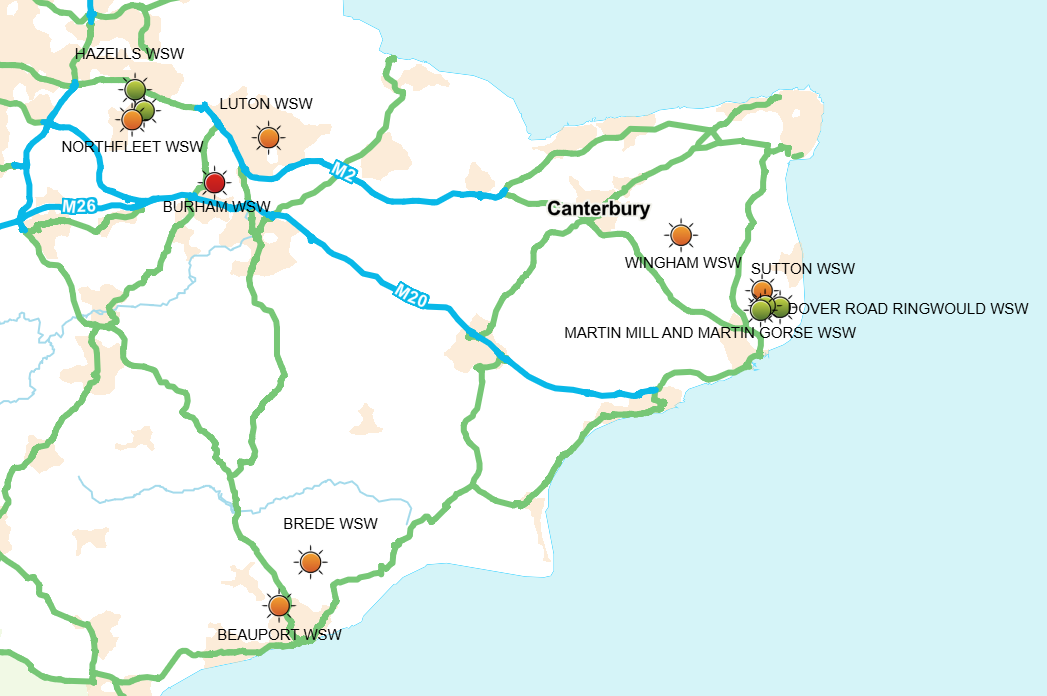 HAZELLS WSW
LUTON WSW
NORTHFLEET WSW
M2
M26
BURHAM WSW
Canterbury
WINGHAM WSW
SUTTON WSW
M20
DOVER ROAD RINGWOULD WSW
MARTIN MILL AND MARTIN GORSE WSW
BREDE WSW
BEAUPORT WSW